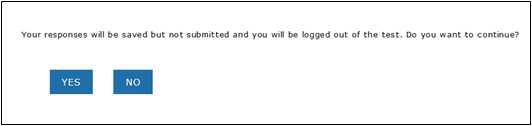 Your responses will be saved but not submitted and you will be logged out of the test. Do you want to continue?
YES NO